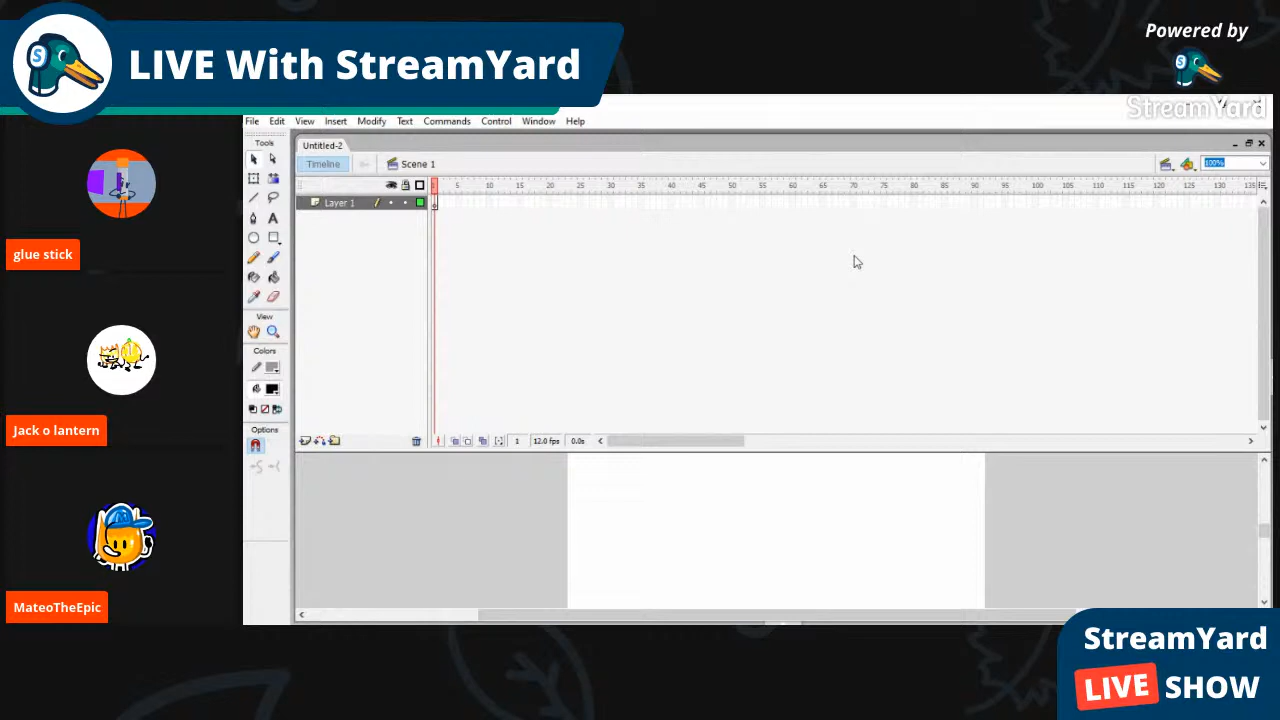 LIVE With StreamYard
Powered by
StreamYard
File Edit View Insert Modify Text Commands Control Window Help
Tools
Untitled-2
Timeline
Scene 1
100%
5 10 15 20 25 30 35 40 45 50 55 60 65 70 75 80 85 90 95 100 105 110 115 120 125 130 135
Layer 1
View
Colors
Options
1 12.0 fps 0.0s
glue stick
Jack o lantern
MateoTheEpic
StreamYard
LIVE SHOW